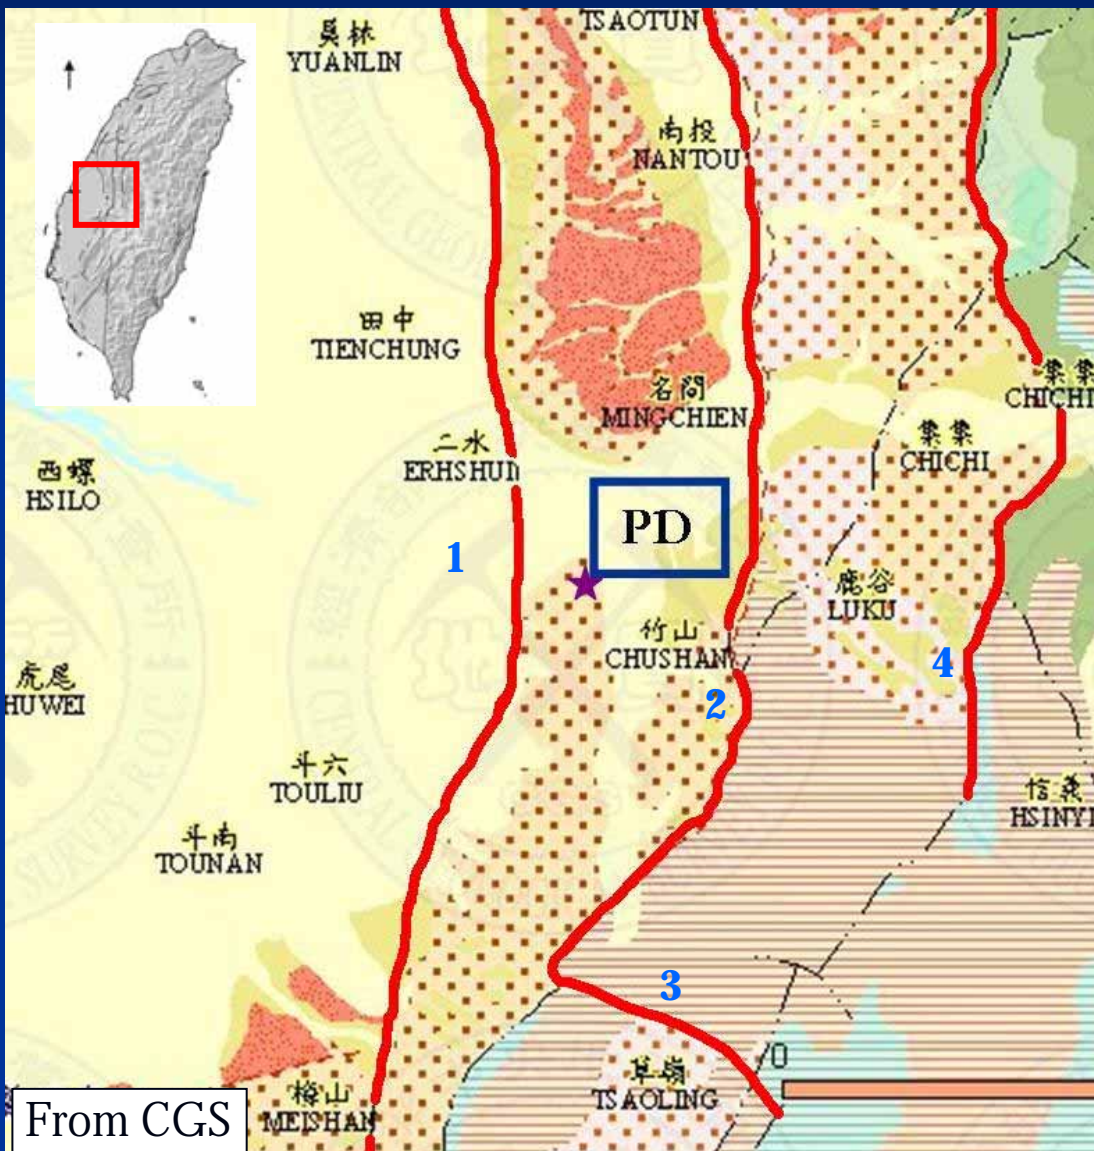 員林
YUANLIN
TSAOTUN
南投
NANTOU
田中
TIENCHUNG
名間
MINGCHIEN
集集
CHICHI
二水
ERHSHUI
集集
CHICHI
西螺
HSILO
PD
1
鹿谷
LUKU
竹山
CHUSHAN
4
虎尾
HUWEI
2
斗六
TOULIU
信義
HSINYI
斗南
TOUNAN
3
0
草嶺
TSAOLING
梅山
MEISHAN
From CGS